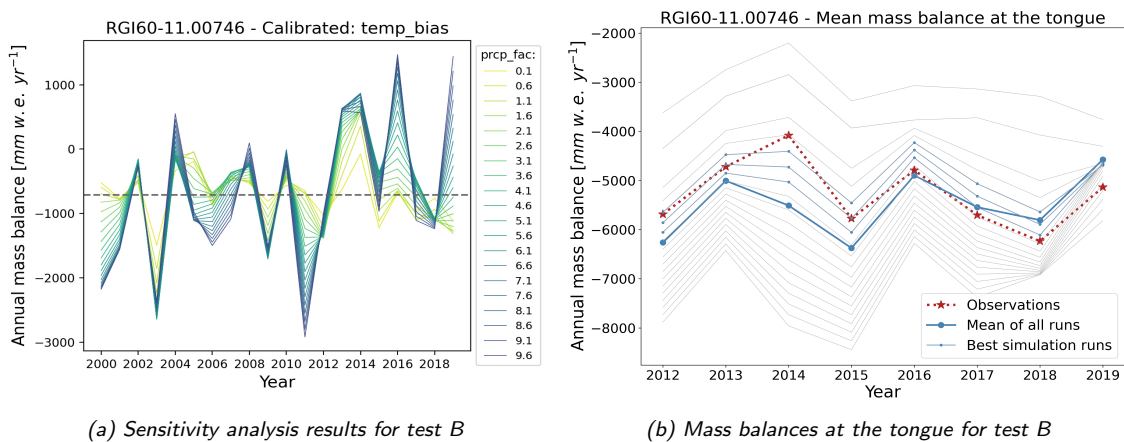 RGI60-11.00746 - Calibrated: temp_bias
Annual mass balance [mm w.e. yr⁻¹]
1000
0
−1000
−2000
−3000
2000 2002 2004 2006 2008 2010 2012 2014 2016 2018
Year
prcp_fac:
0.1
0.6
1.1
1.6
2.1
2.6
3.1
3.6
4.1
4.6
5.1
5.6
6.1
6.6
7.1
7.6
8.1
8.6
9.1
9.6
(a) Sensitivity analysis results for test B
RGI60-11.00746 - Mean mass balance at the tongue
Annual mass balance [mm w.e. yr⁻¹]
−2000
−3000
−4000
−5000
−6000
−7000
−8000
Observations
Mean of all runs
Best simulation runs
2012 2013 2014 2015 2016 2017 2018 2019
Year
(b) Mass balances at the tongue for test B